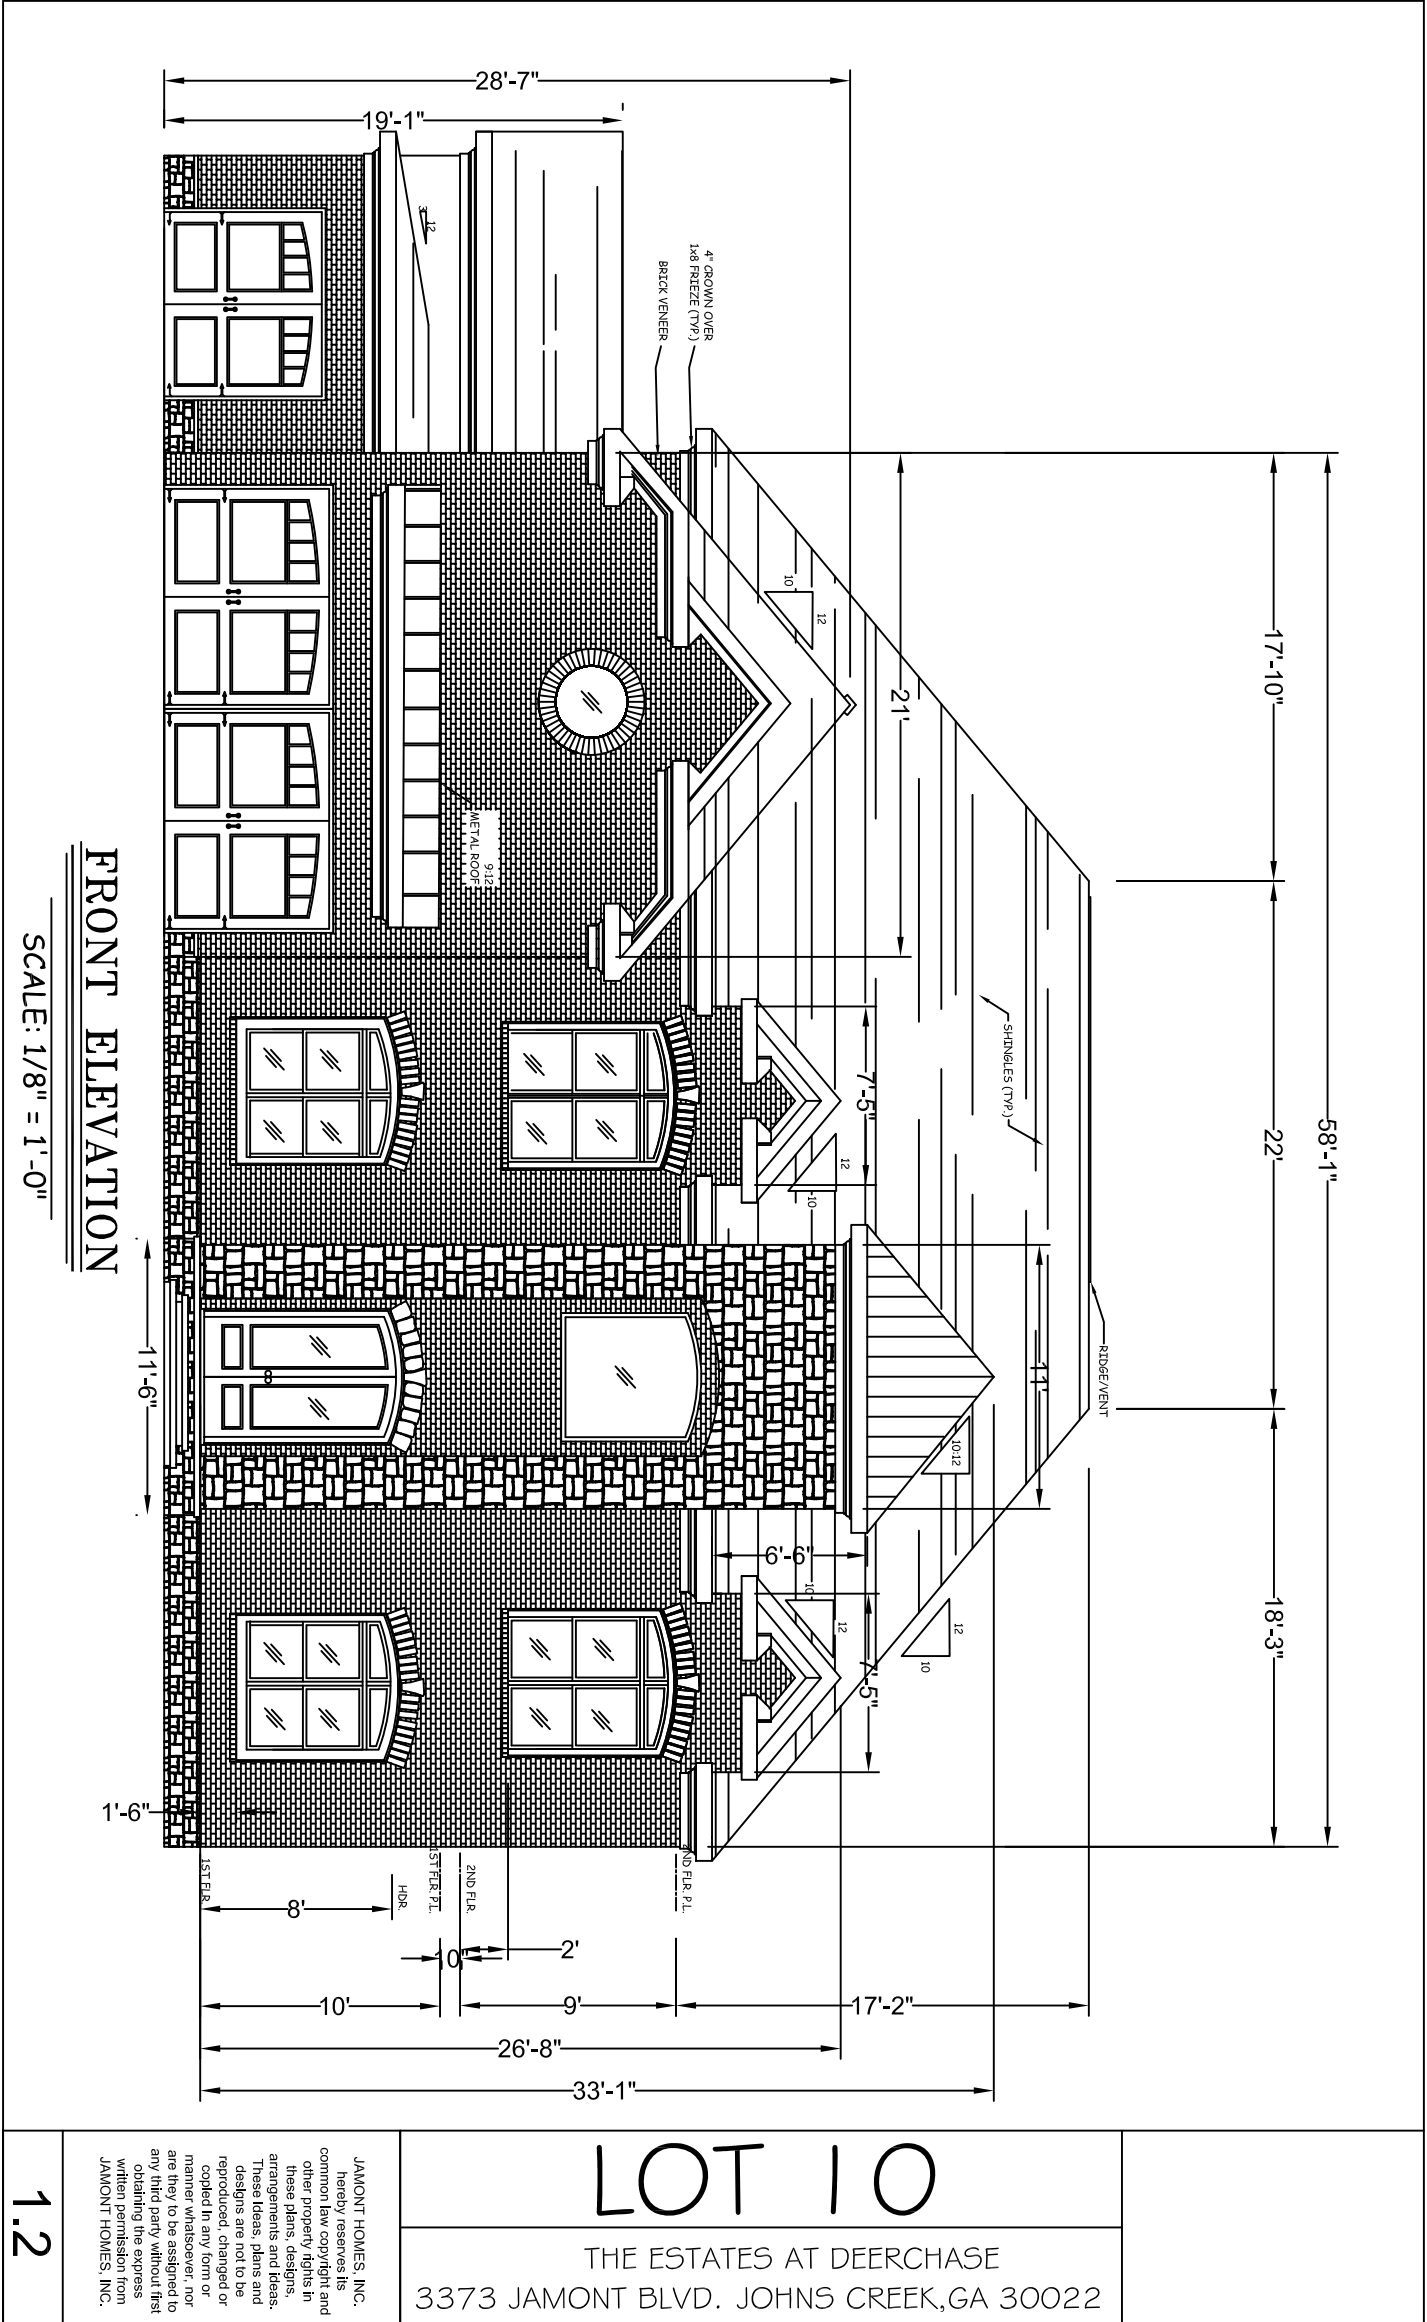 58'-1"
17'-10"
22'
18'-3"
RIDGE/VENT
SHINGLES (TYP.)
11'
10:12
12
10
21'
12
10
7'-5"
12
10
6'-6"
10
12
7'-5"
28'-7"
19'-1"
4" CROWN OVER
1x8 FRIEZE (TYP.)
BRICK VENEER
12
3
9:12
METAL ROOF
2ND FLR. P.L.
2ND FLR.
1ST FLR. P.L.
HDR.
1ST FLR.
8'
2'
10"
10'
9'
17'-2"
26'-8"
33'-1"
1'-6"
11'-6"
FRONT ELEVATION
SCALE: 1/8" = 1'-0"
LOT 10
THE ESTATES AT DEERCHASE
3373 JAMONT BLVD. JOHNS CREEK,GA 30022
JAMONT HOMES, INC.
hereby reserves its
common law copyright and
other property rights in
these plans, designs,
arrangements and ideas.
These ideas, plans and
designs are not to be
reproduced, changed or
copied in any form or
manner whatsoever, nor
are they to be assigned to
any third party without first
obtaining the express
written permission from
JAMONT HOMES, INC.
1.2